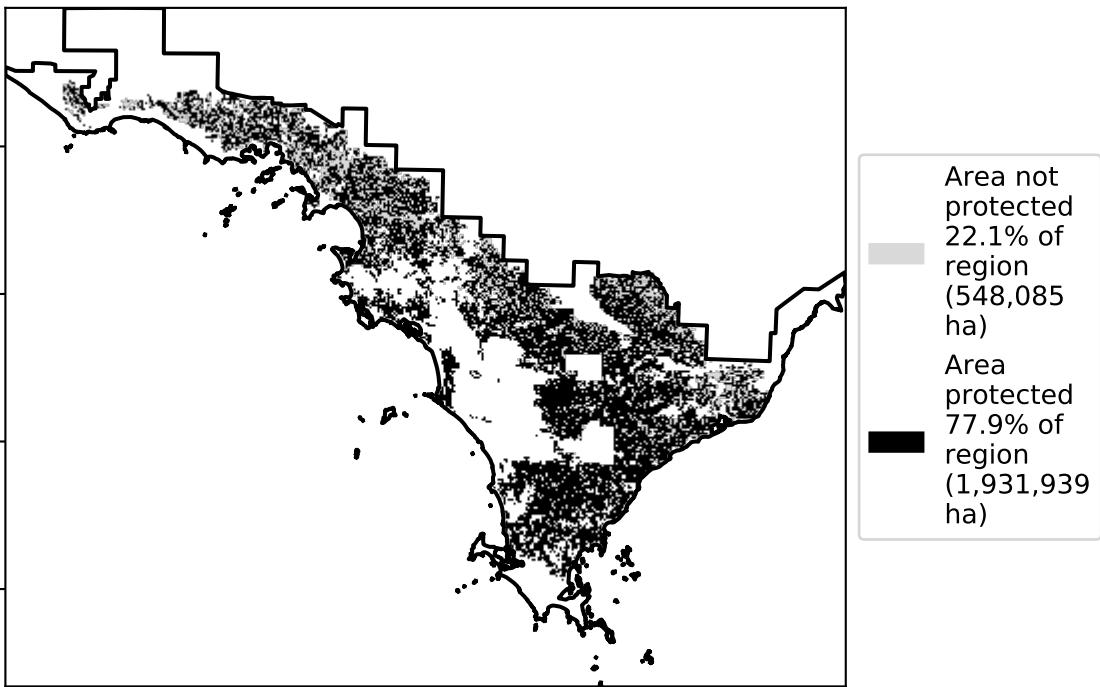 Area not
protected
22.1% of
region
(548,085
ha)
Area
protected
77.9% of
region
(1,931,939
ha)